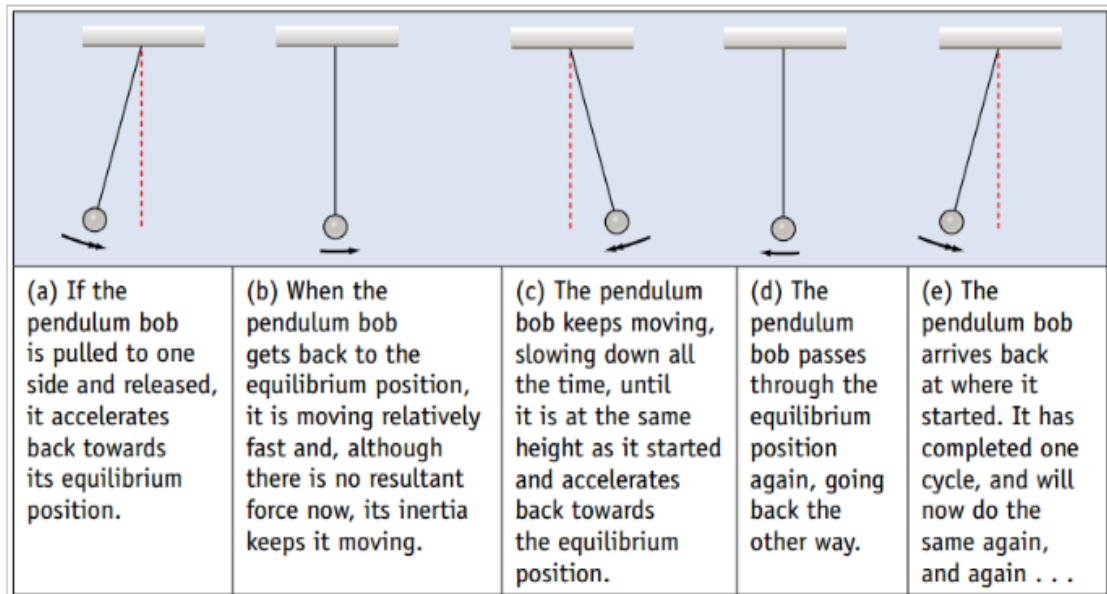 (a) If the
pendulum bob
is pulled to one
side and released,
it accelerates
back towards
its equilibrium
position.
(b) When the
pendulum bob
gets back to the
equilibrium position,
it is moving relatively
fast and, although
there is no resultant
force now, its inertia
keeps it moving.
(c) The pendulum
bob keeps moving,
slowing down all
the time, until
it is at the same
height as it started
and accelerates
back towards
the equilibrium
position.
(d) The
pendulum
bob passes
through the
equilibrium
position
again, going
back the
other way.
(e) The
pendulum bob
arrives back
at where it
started. It has
completed one
cycle, and will
now do the
same again,
and again . . .